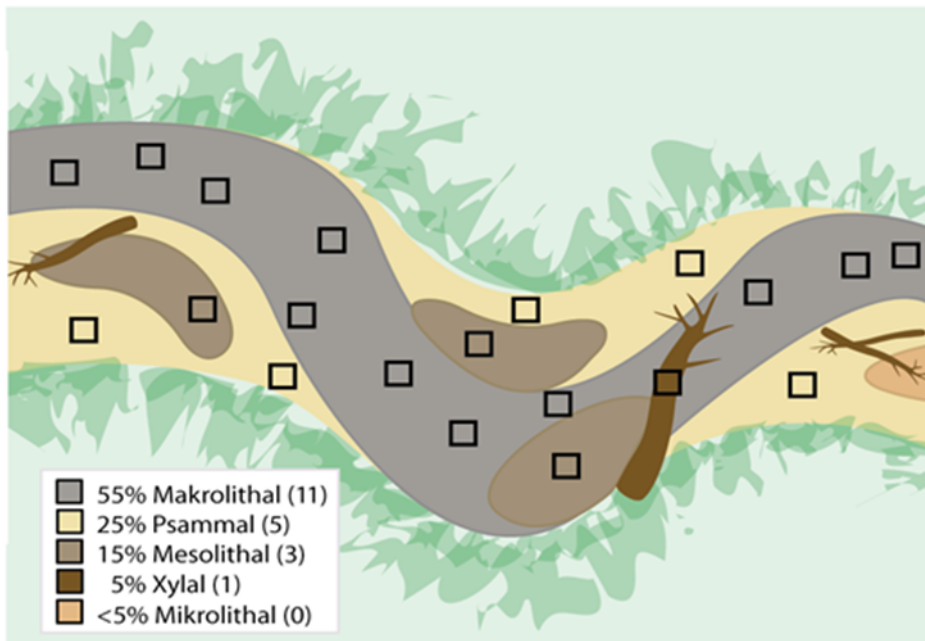 55% Makrolithal (11)
25% Psammal (5)
15% Mesolithal (3)
5% Xylal (1)
<5% Mikrolithal (0)